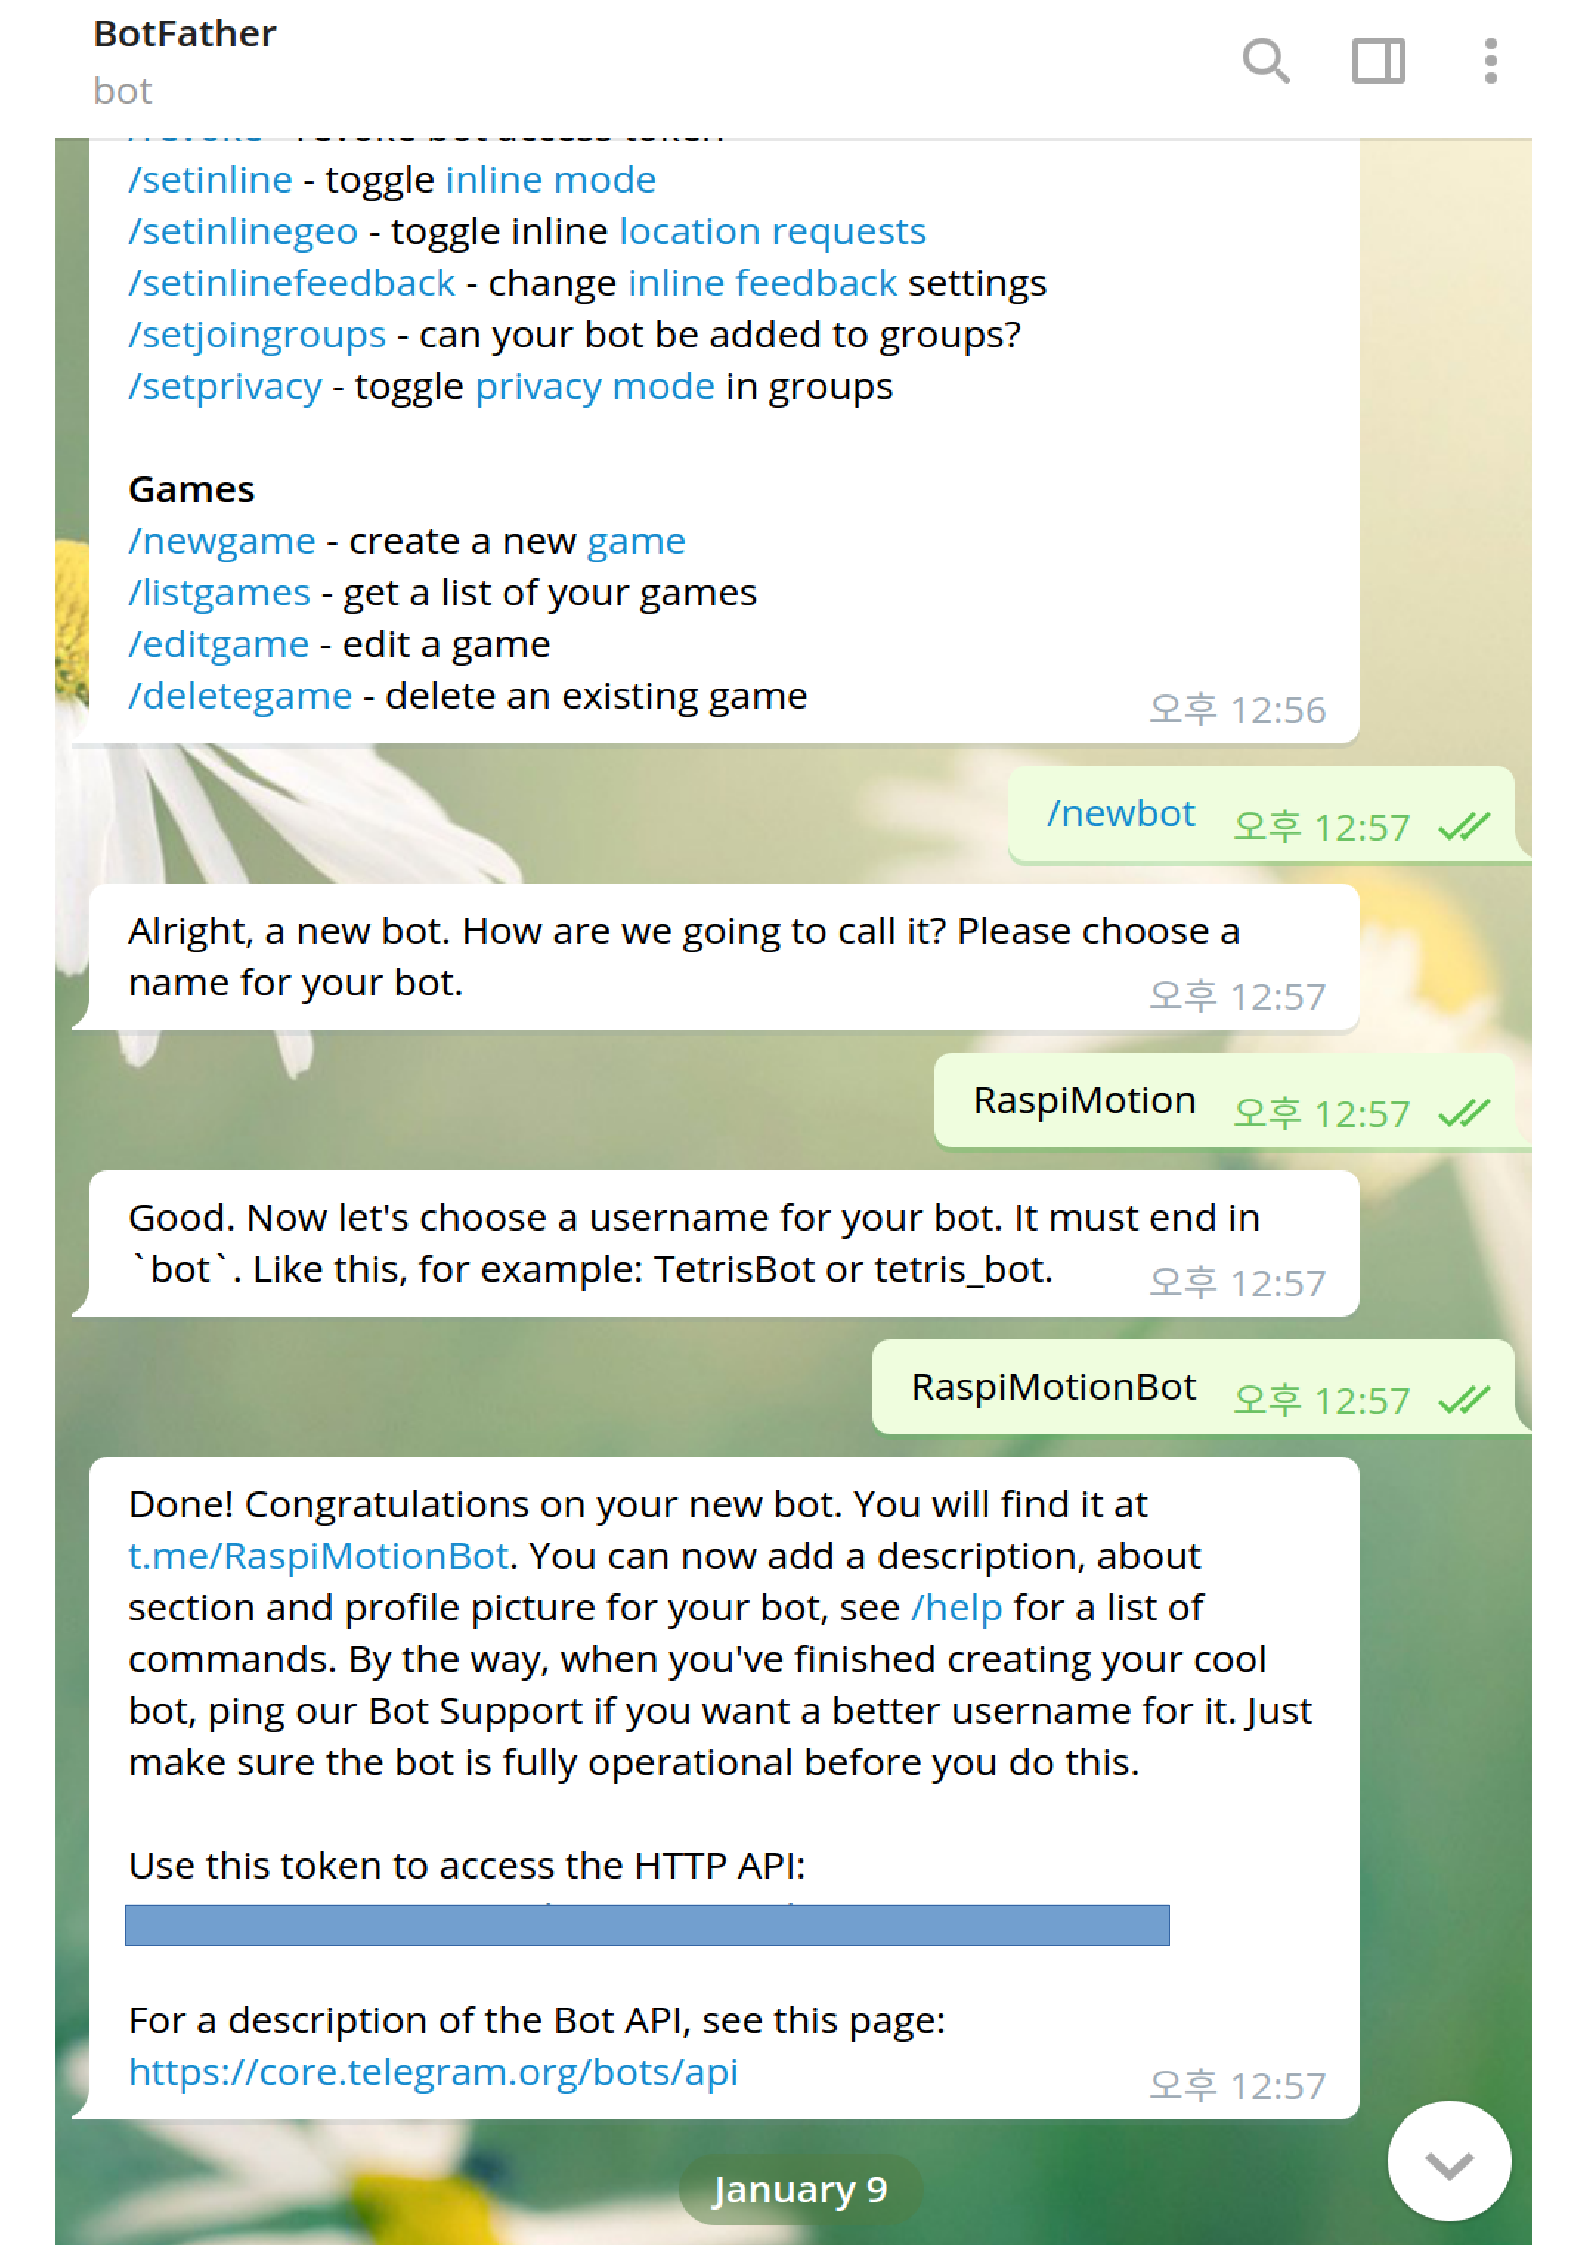 BotFather
bot
/revoke - revoke bot access token
/setinline - toggle inline mode
/setinlinegeo - toggle inline location requests
/setinlinefeedback - change inline feedback settings
/setjoingroups - can your bot be added to groups?
/setprivacy - toggle privacy mode in groups
Games
/newgame - create a new game
/listgames - get a list of your games
/editgame - edit a game
/deletegame - delete an existing game
오후 12:56
/newbot 오후 12:57
Alright, a new bot. How are we going to call it? Please choose a
name for your bot.
오후 12:57
RaspiMotion 오후 12:57
Good. Now let's choose a username for your bot. It must end in
`bot`. Like this, for example: TetrisBot or tetris_bot.
오후 12:57
RaspiMotionBot 오후 12:57
Done! Congratulations on your new bot. You will find it at
t.me/RaspiMotionBot. You can now add a description, about
section and profile picture for your bot, see /help for a list of
commands. By the way, when you've finished creating your cool
bot, ping our Bot Support if you want a better username for it. Just
make sure the bot is fully operational before you do this.
Use this token to access the HTTP API:
For a description of the Bot API, see this page:
https://core.telegram.org/bots/api
오후 12:57
January 9